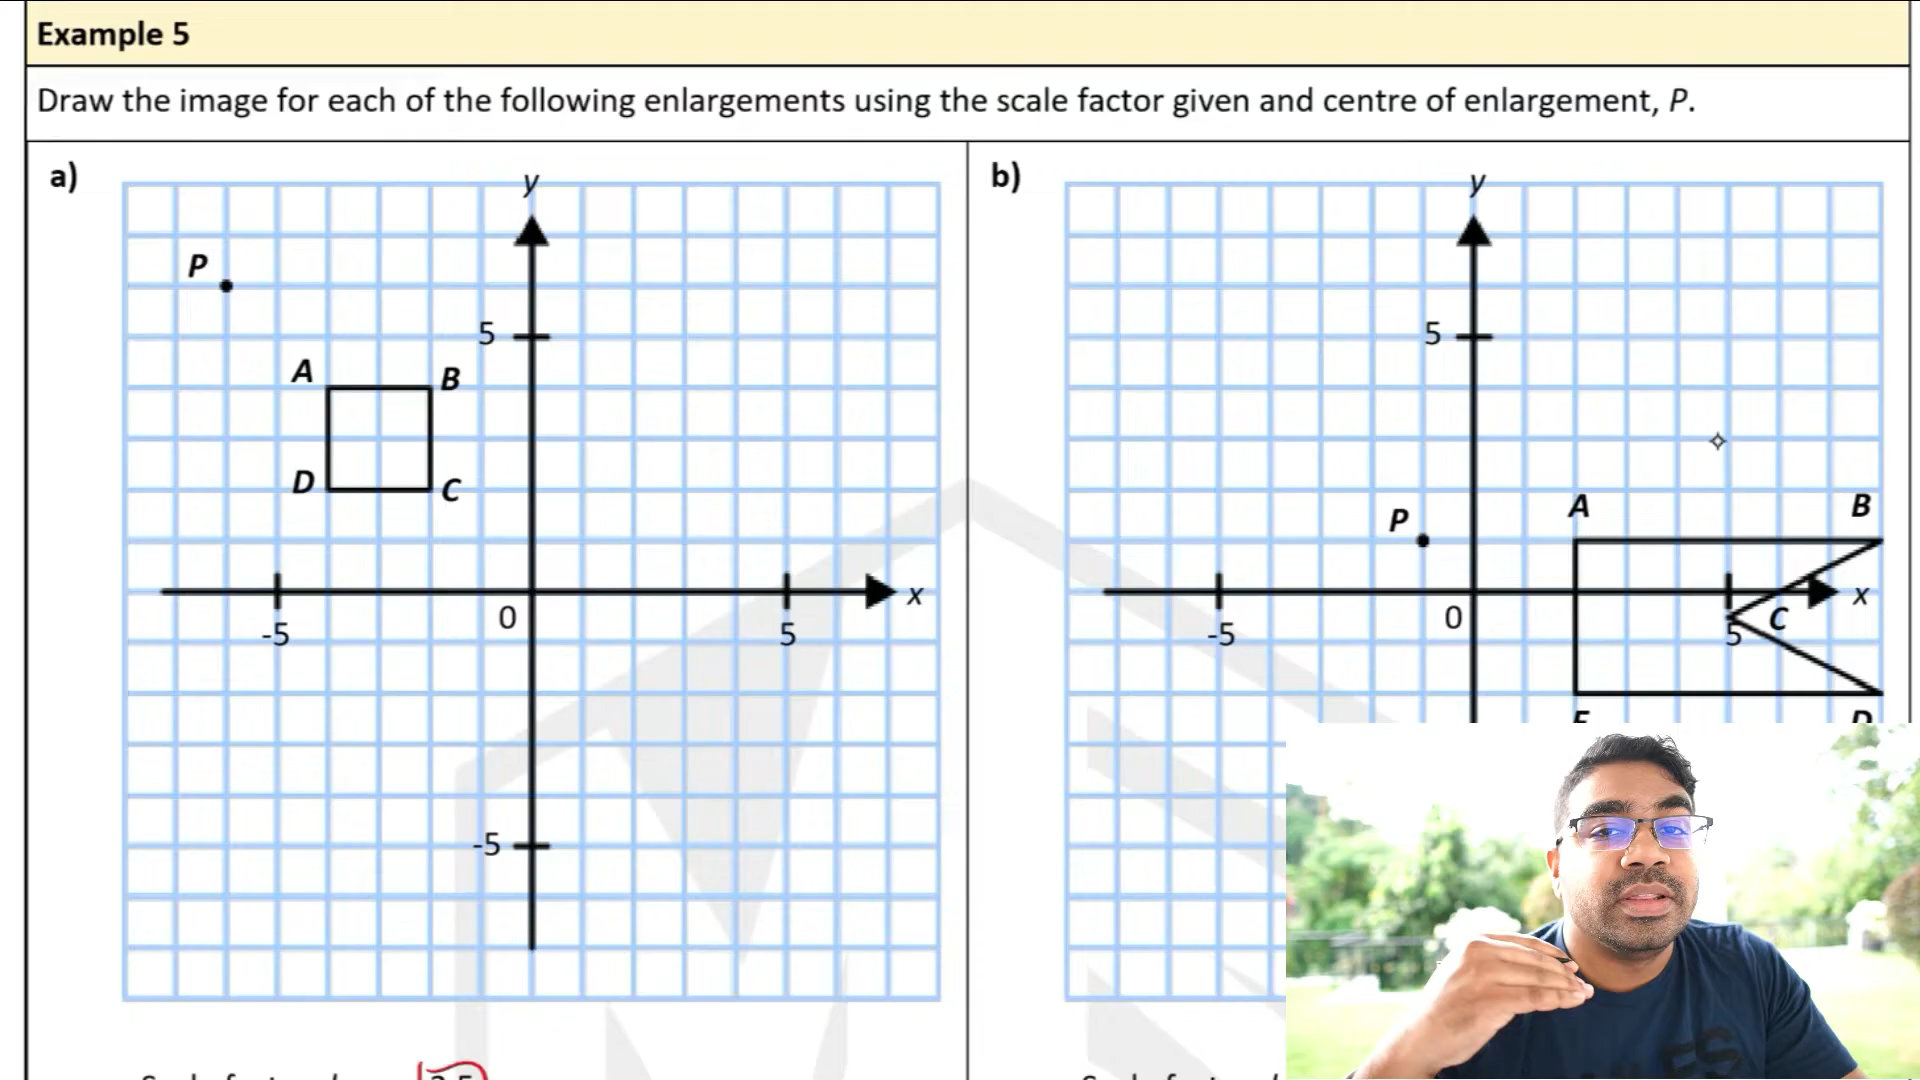 Example 5
Draw the image for each of the following enlargements using the scale factor given and centre of enlargement, P.
a)
y
P
5
A
B
D
C
x
0
-5
5
-5
b)
y
5
A
B
P
x
0
C
-5
5